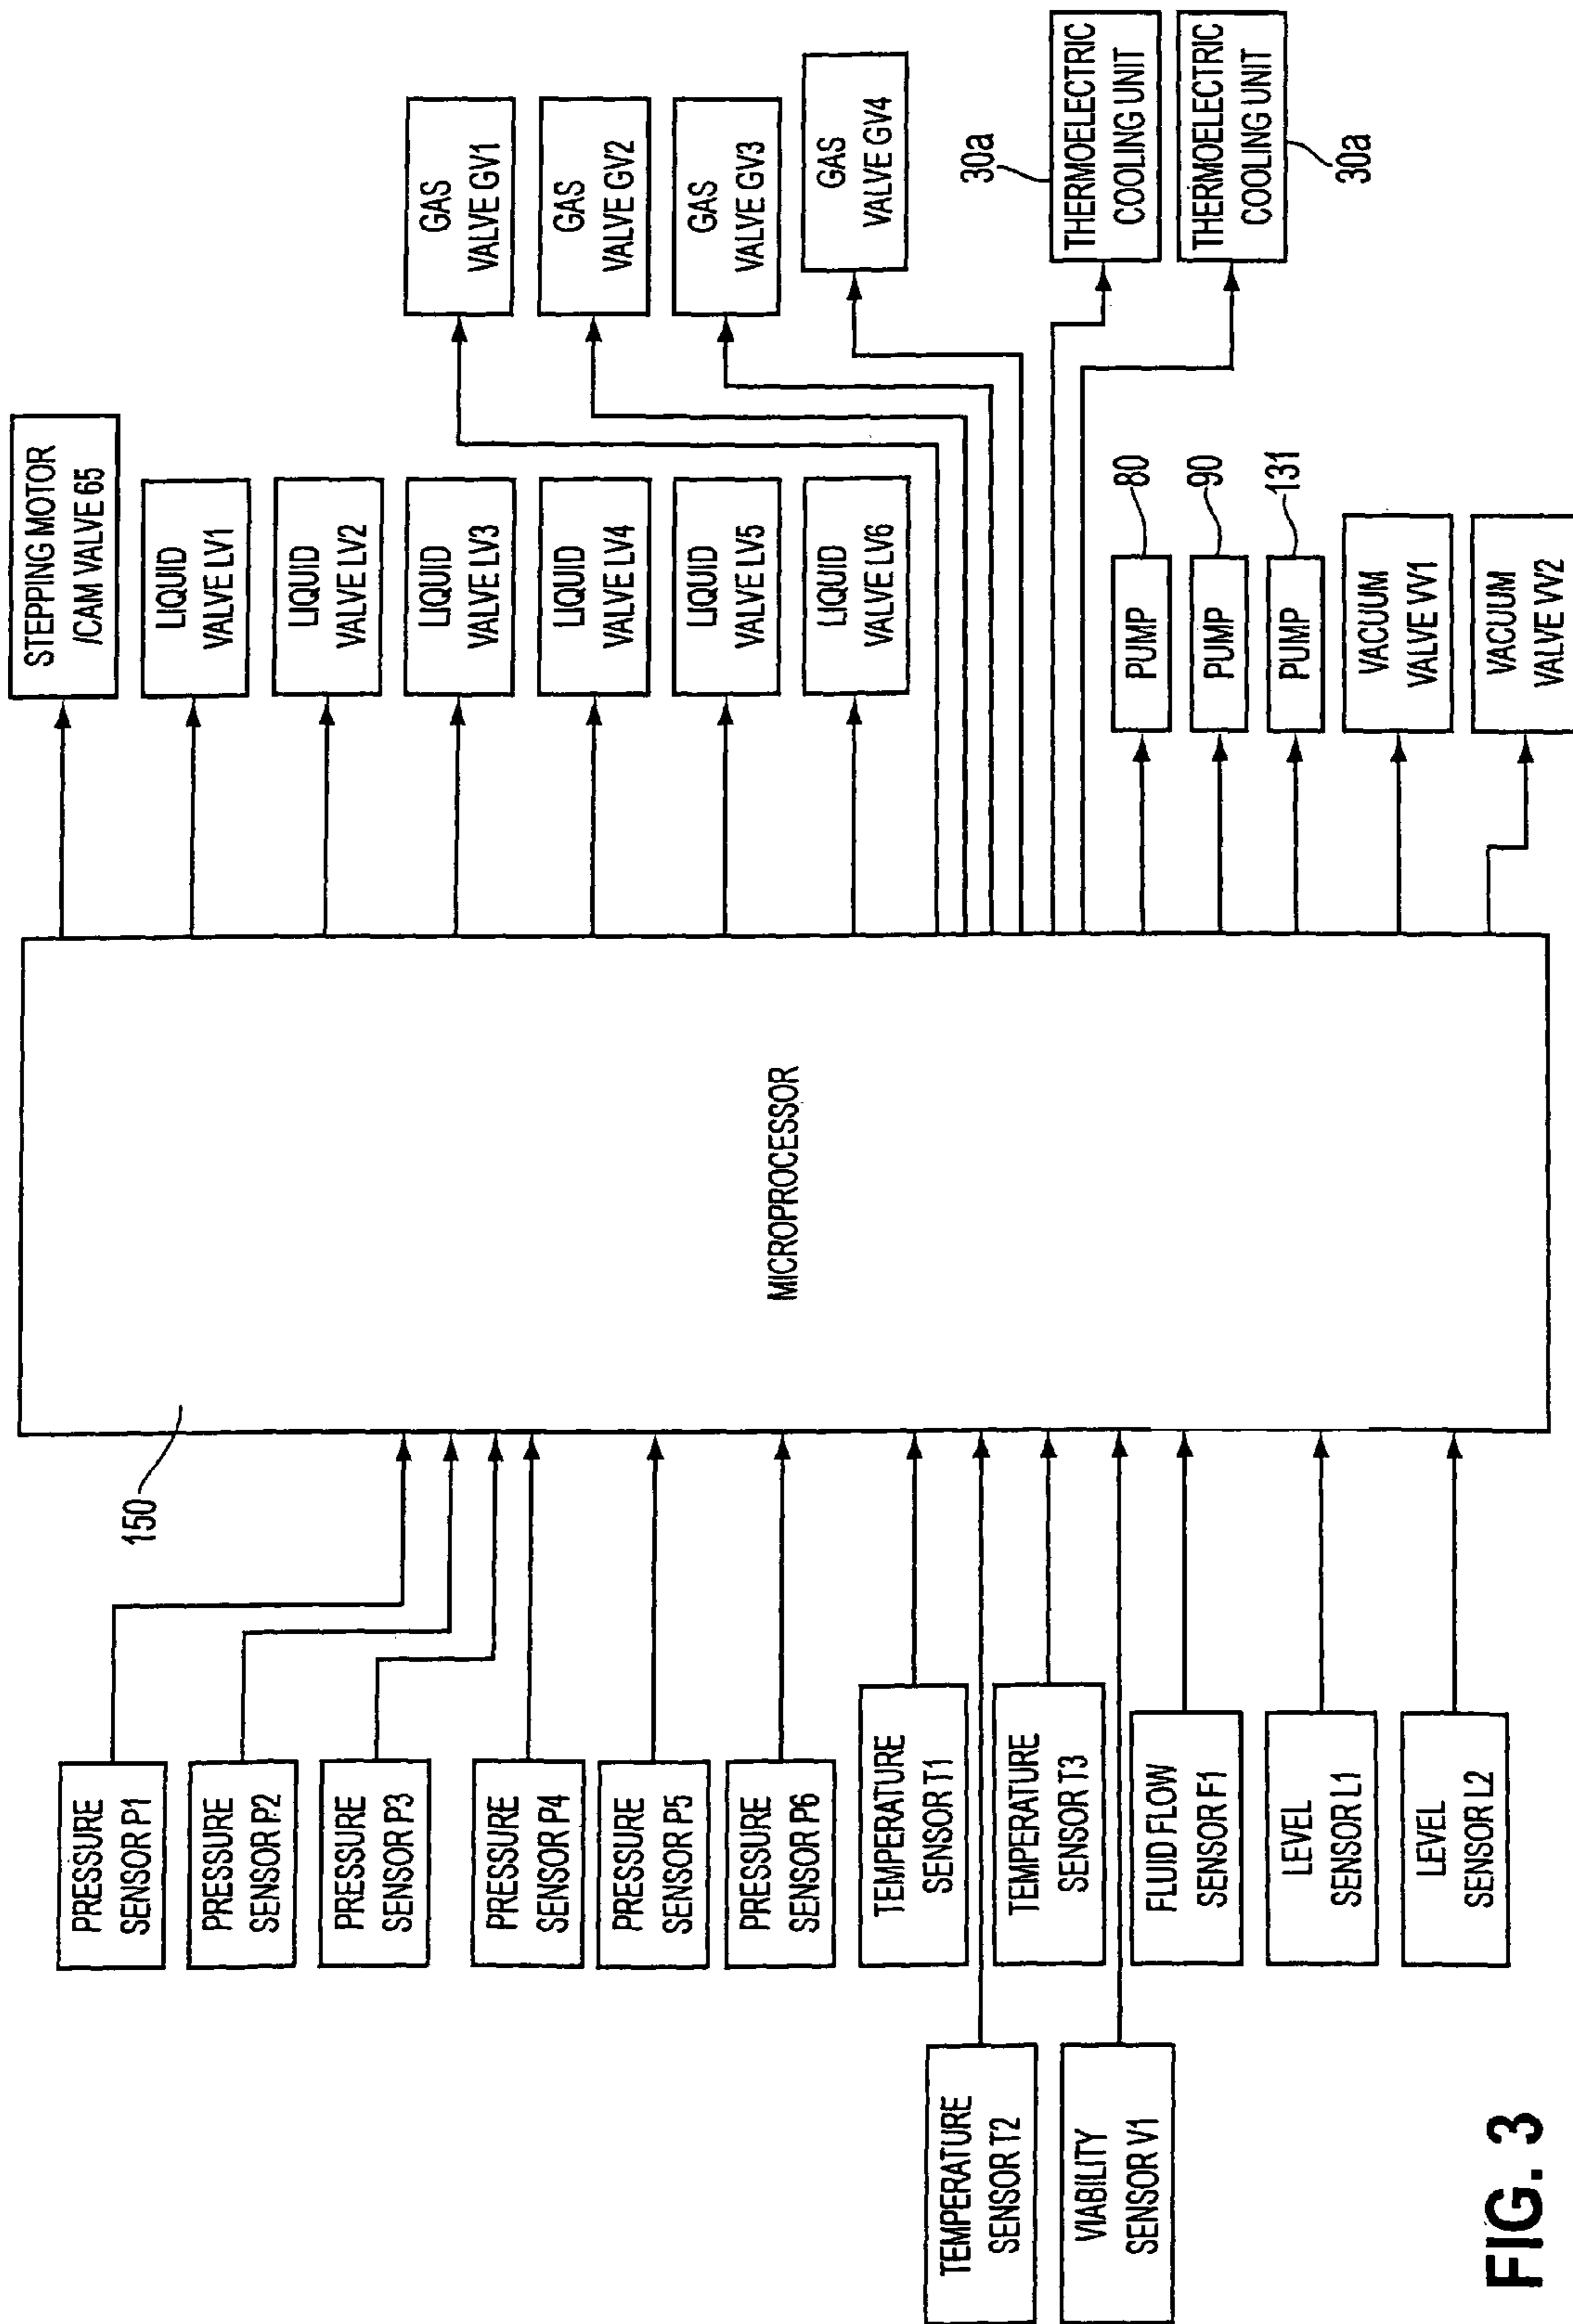 STEPPING MOTOR
/CAM VALVE 65
LIQUID
VALVE LV1
LIQUID
VALVE LV2
LIQUID
VALVE LV3
LIQUID
VALVE LV4
LIQUID
VALVE LV5
LIQUID
VALVE LV6
GAS
VALVE GV1
GAS
VALVE GV2
GAS
VALVE GV3
GAS
VALVE GV4
30a
THERMOELECTRIC
COOLING UNIT
THERMOELECTRIC
COOLING UNIT
30a
PUMP
80
PUMP
90
PUMP
131
VACUUM
VALVE VV1
VACUUM
VALVE VV2
MICROPROCESSOR
150
PRESSURE
SENSOR P1
PRESSURE
SENSOR P2
PRESSURE
SENSOR P3
PRESSURE
SENSOR P4
PRESSURE
SENSOR P5
PRESSURE
SENSOR P6
TEMPERATURE
SENSOR T1
TEMPERATURE
SENSOR T2
TEMPERATURE
SENSOR T3
VIABILITY
SENSOR V1
FLUID FLOW
SENSOR F1
LEVEL
SENSOR L1
LEVEL
SENSOR L2
FIG. 3